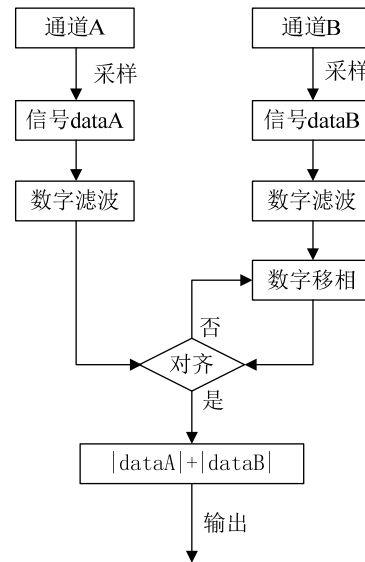 通道A
通道B
采样
采样
信号dataA
信号dataB
数字滤波
数字滤波
数字移相
否
对齐
是
|dataA|+|dataB|
输出